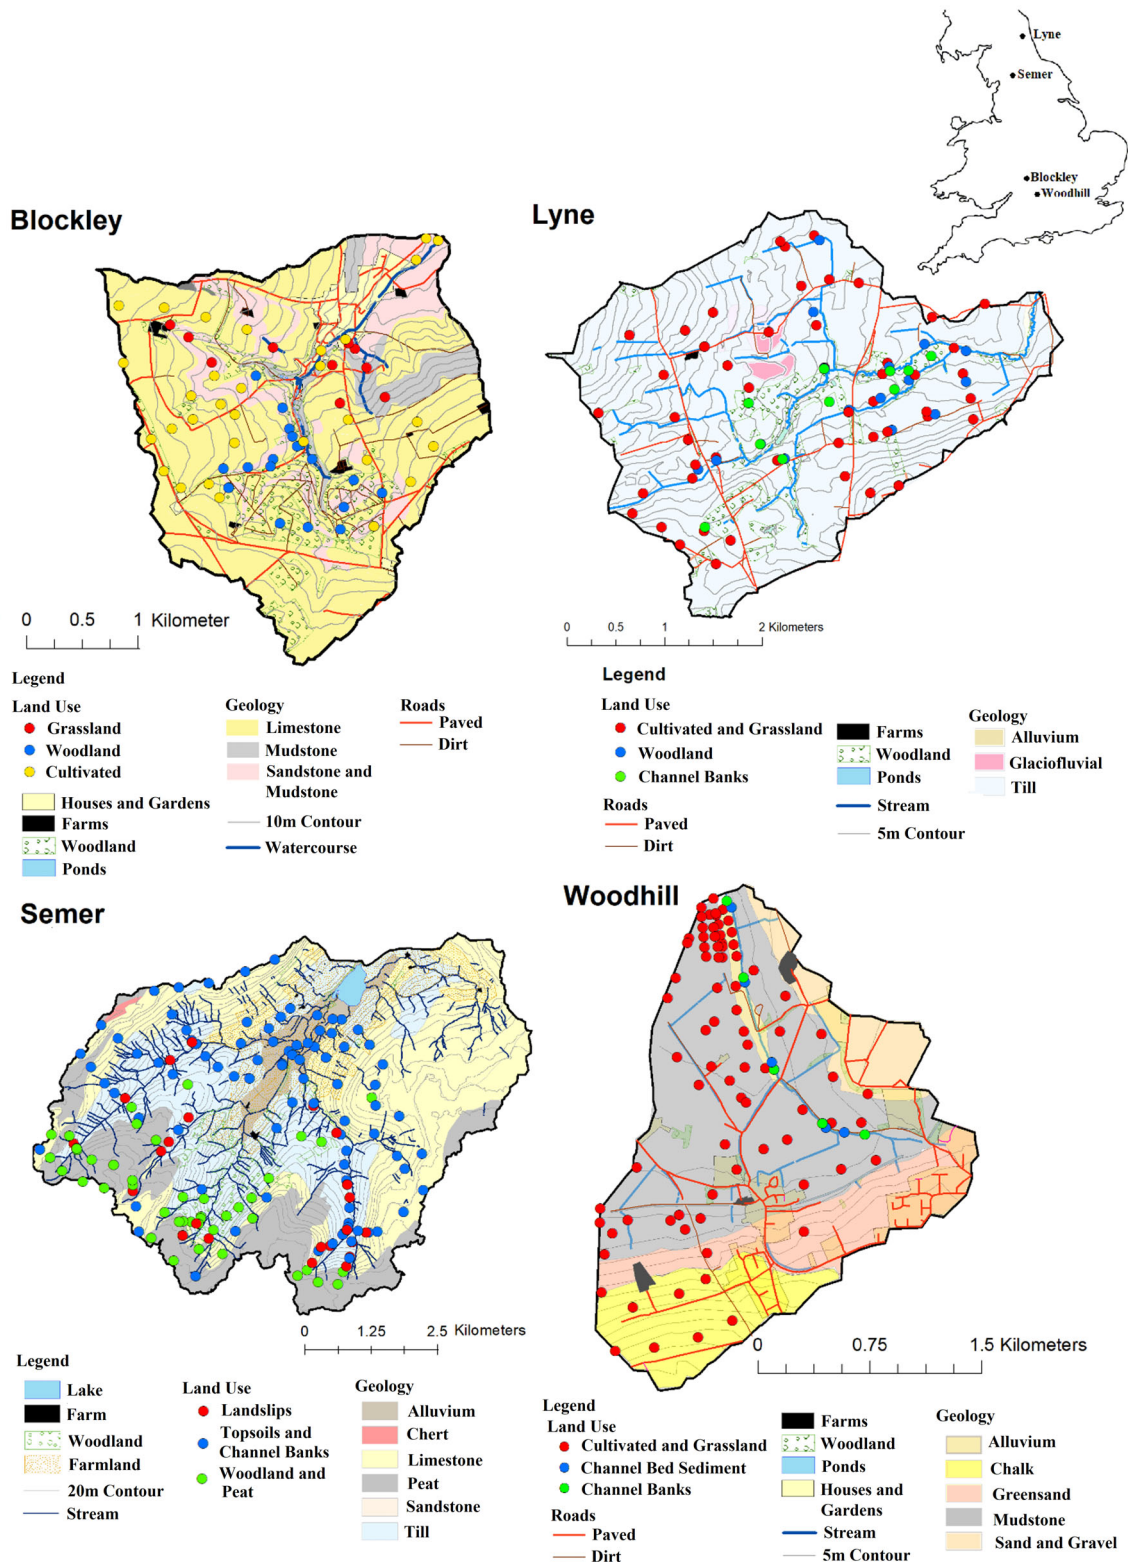 Lyne
Semer
Blockley
Woodhill
Blockley
Lyne
0 0.5 1 Kilometer
0 0.5 1 2 Kilometers
Legend
Land Use
Grassland
Woodland
Cultivated
Houses and Gardens
Farms
Woodland
Ponds
Geology
Limestone
Mudstone
Sandstone and
Mudstone
10m Contour
Watercourse
Roads
Paved
Dirt
Legend
Land Use
Cultivated and Grassland
Woodland
Channel Banks
Roads
Paved
Dirt
Farms
Woodland
Ponds
Stream
5m Contour
Geology
Alluvium
Glaciofluvial
Till
Semer
Woodhill
0 1.25 2.5 Kilometers
0 0.75 1.5 Kilometers
Legend
Lake
Farm
Woodland
Farmland
20m Contour
Stream
Land Use
Landslips
Topsoils and
Channel Banks
Woodland and
Peat
Geology
Alluvium
Chert
Limestone
Peat
Sandstone
Till
Legend
Land Use
Cultivated and Grassland
Channel Bed Sediment
Channel Banks
Roads
Paved
Dirt
Farms
Woodland
Ponds
Houses and
Gardens
Stream
5m Contour
Geology
Alluvium
Chalk
Greensand
Mudstone
Sand and Gravel